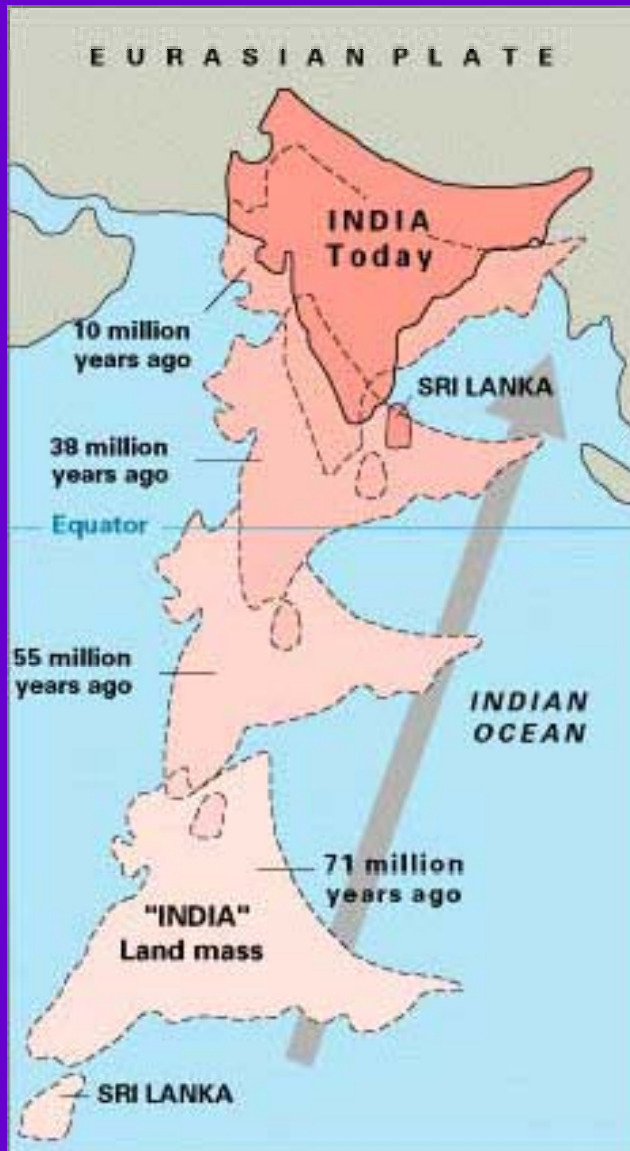 EURASIAN PLATE
INDIA
Today
10 million
years ago
SRI LANKA
38 million
years ago
Equator
55 million
years ago
INDIAN
OCEAN
71 million
years ago
"INDIA"
Land mass
SRI LANKA